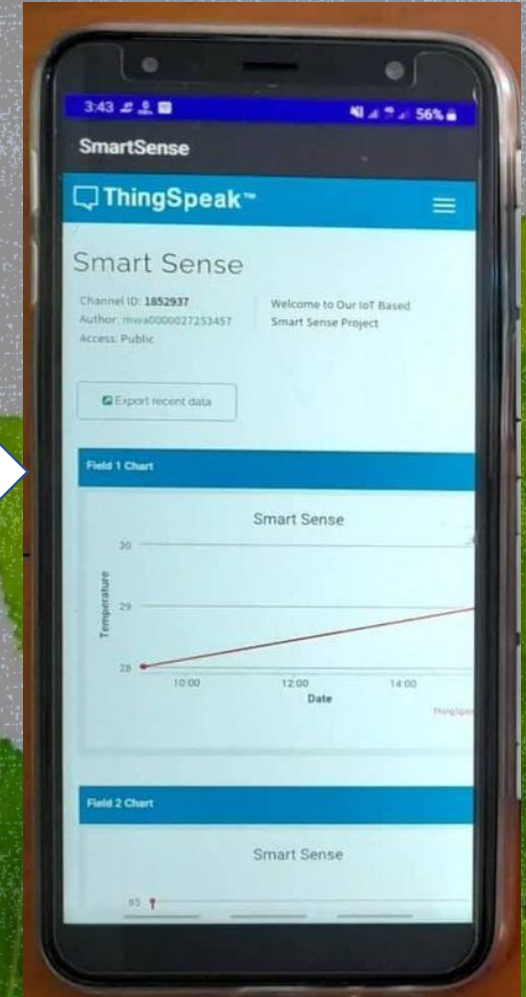 3:43
56%
SmartSense
ThingSpeak™
Smart Sense
Channel ID: 1852937
Author: mwa0000027253457
Access: Public
Welcome to Our IoT Based
Smart Sense Project
Export recent data
Field 1 Chart
Smart Sense
30
29
28
Temperature
10:00
12:00
14:00
Date
Field 2 Chart
Smart Sense
65